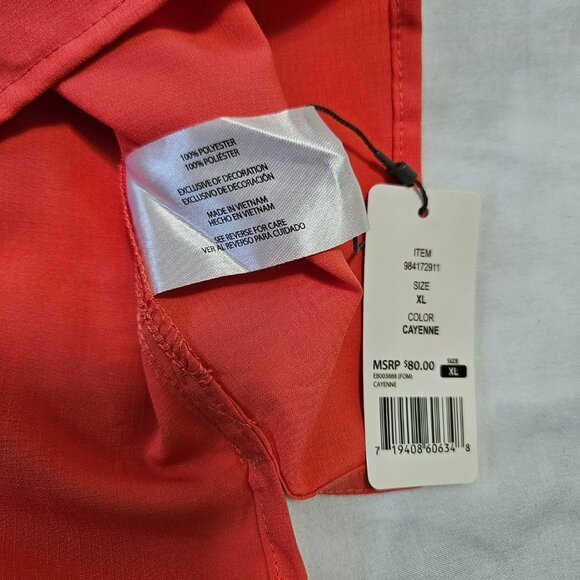 100% POLYESTER
100% POLIÉSTER
EXCLUSIVE OF DECORATION
EXCLUSIVO DE DECORACIÓN
MADE IN VIETNAM
HECHO EN VIETNAM
SEE REVERSE FOR CARE
VER AL REVERSO PARA CUIDADO
ITEM
984172911
SIZE
XL
COLOR
CAYENNE
MSRP $80.00
SIZE:
XL
EB003888 (FOM)
CAYENNE
7 19408 60634 8